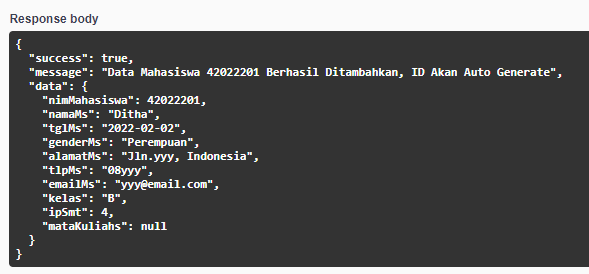 Response body
{
  "success": true,
  "message": "Data Mahasiswa 42022201 Berhasil Ditambahkan, ID Akan Auto Generate",
  "data": {
    "nimMahasiswa": 42022201,
    "namaMs": "Ditha",
    "tglMs": "2022-02-02",
    "genderMs": "Perempuan",
    "alamatMs": "Jln.yyy, Indonesia",
    "tlpMs": "08yyy",
    "emailMs": "yyy@email.com",
    "kelas": "B",
    "ipSmt": 4,
    "mataKuliahs": null
  }
}